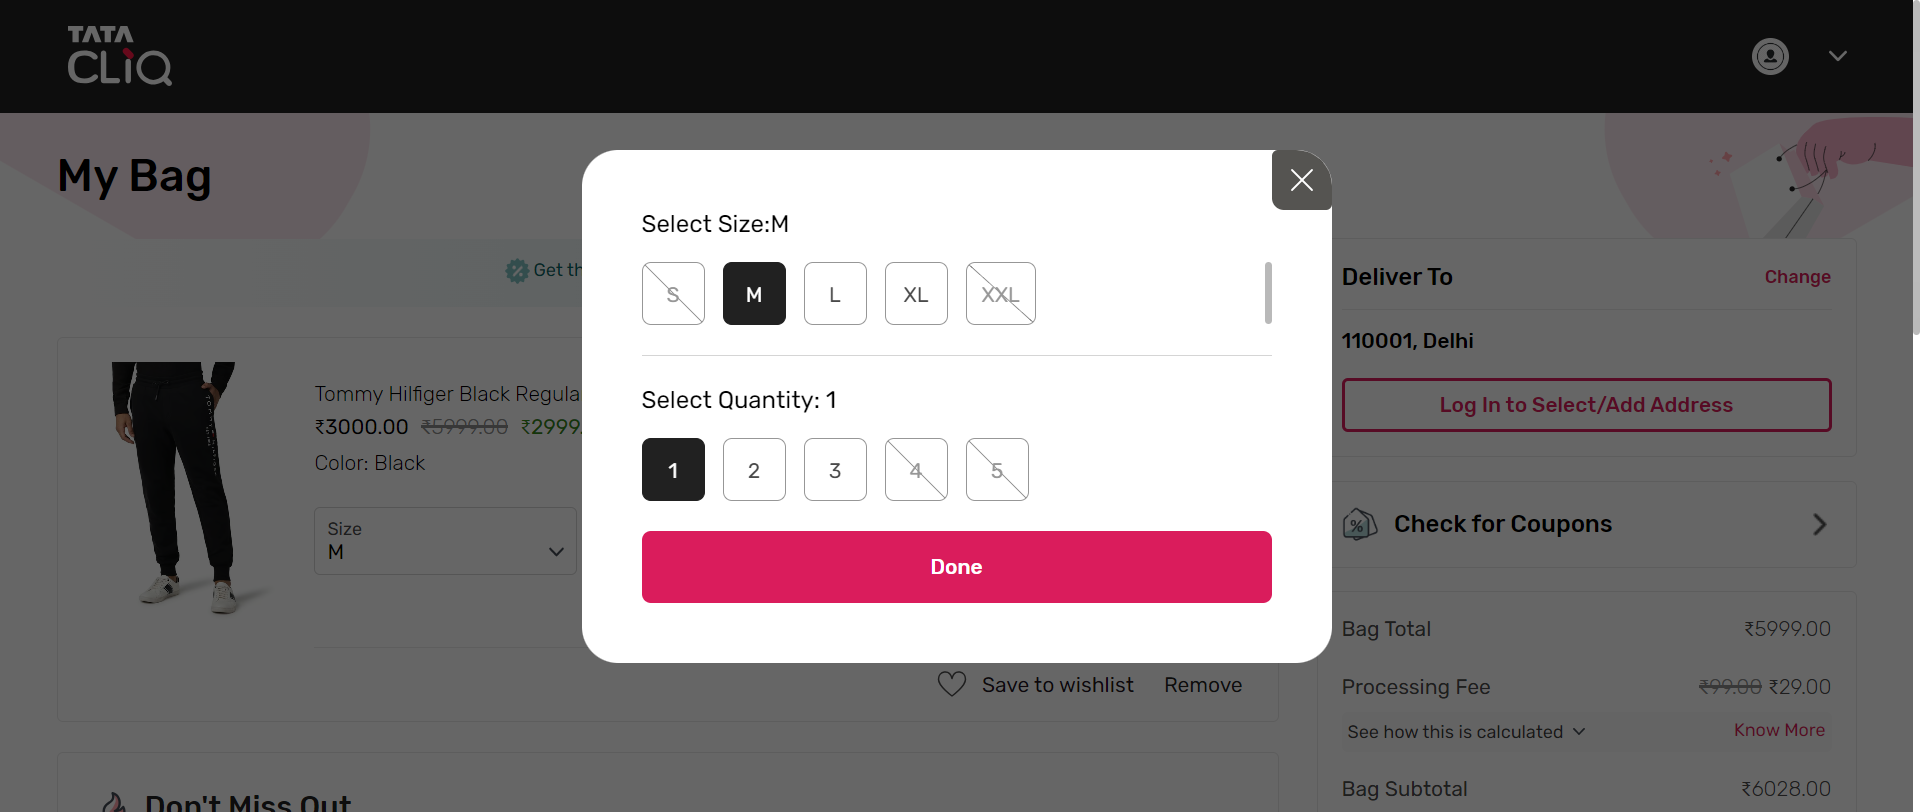 TATA
CLiQ
My Bag
Get th
Select Size:M
S M L XL XXL
Select Quantity: 1
1 2 3 4 5
Done
Tommy Hilfiger Black Regula
₹3000.00 ₹5999.00 ₹2999.
Color: Black
Size
M
Save to wishlist Remove
Don't Miss Out
Deliver To Change
110001, Delhi
Log In to Select/Add Address
% Check for Coupons
Bag Total ₹5999.00
Processing Fee ₹99.00 ₹29.00
See how this is calculated Know More
Bag Subtotal ₹6028.00